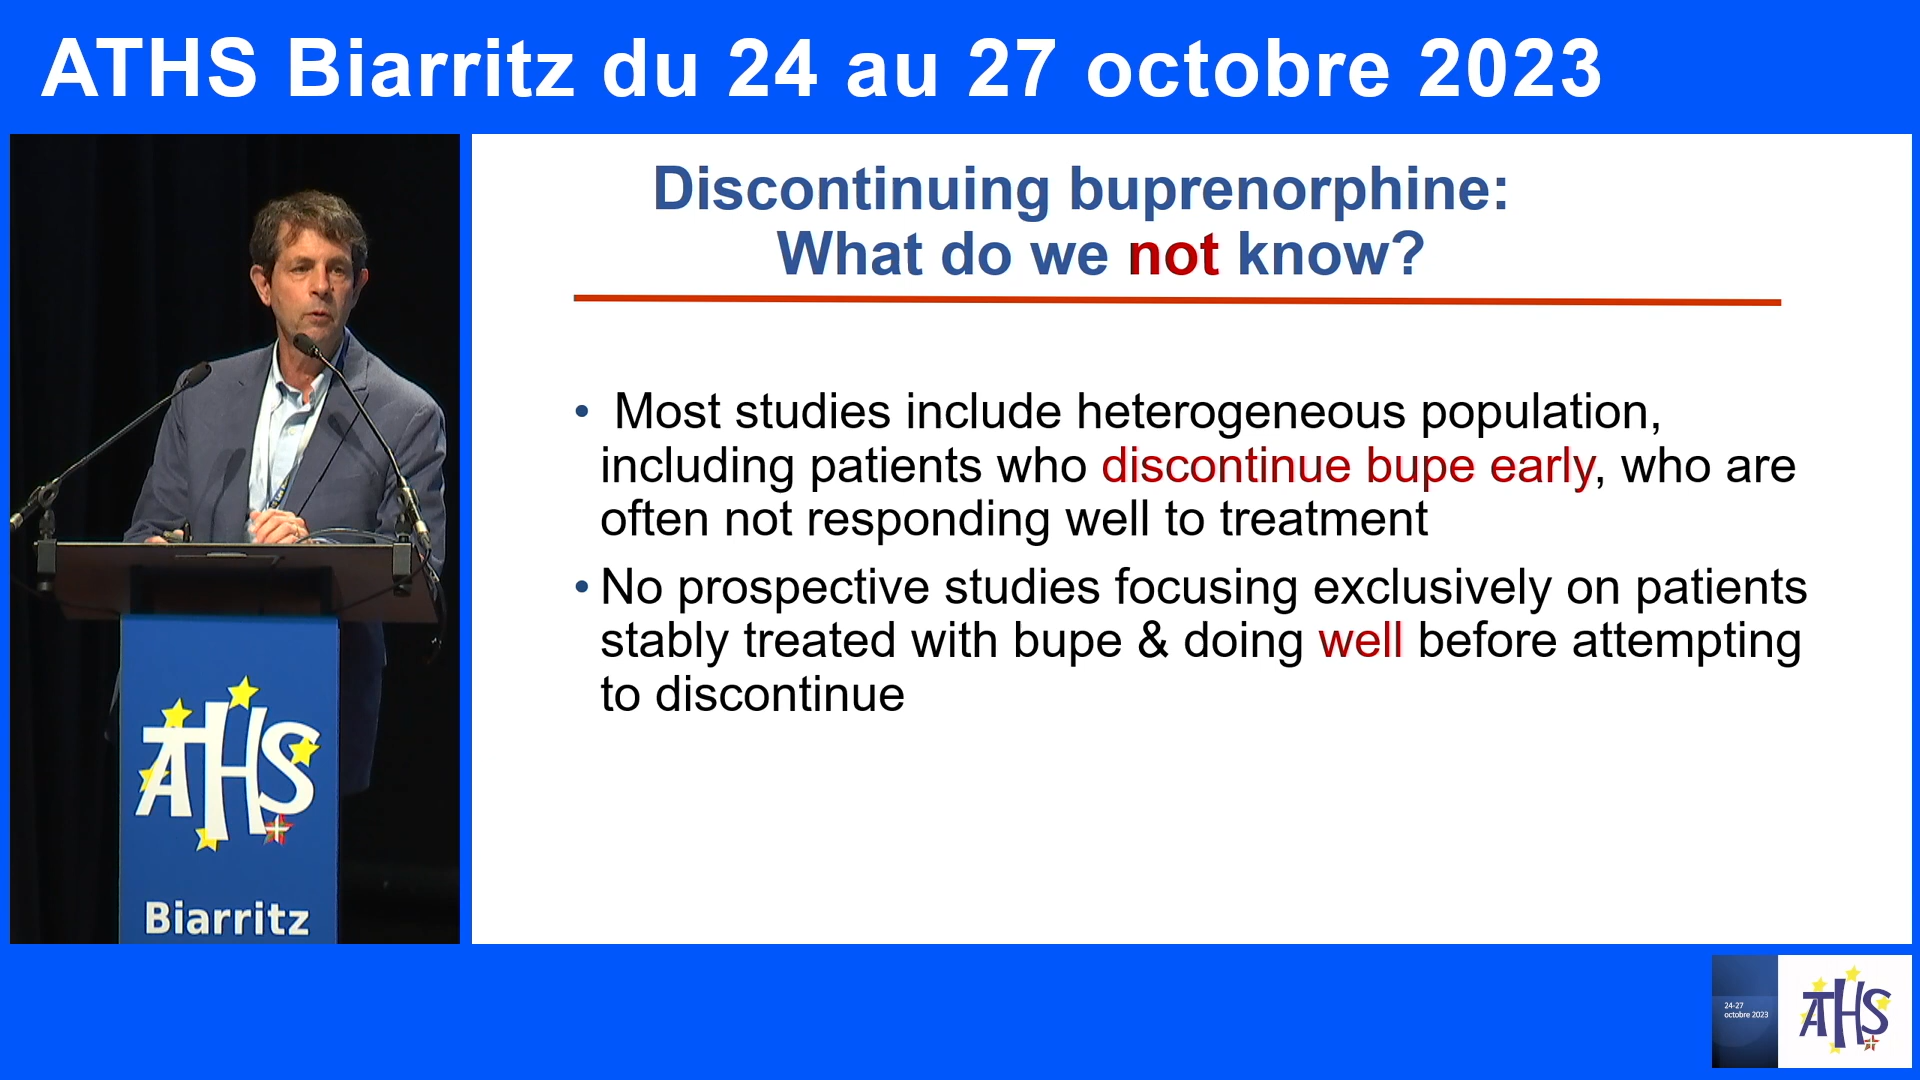 ATHS Biarritz du 24 au 27 octobre 2023
Discontinuing buprenorphine:
What do we not know?
• Most studies include heterogeneous population,
including patients who discontinue bupe early, who are
often not responding well to treatment
• No prospective studies focusing exclusively on patients
stably treated with bupe & doing well before attempting
to discontinue
ATHS
Biarritz
24-27
octobre 2023
ATHS